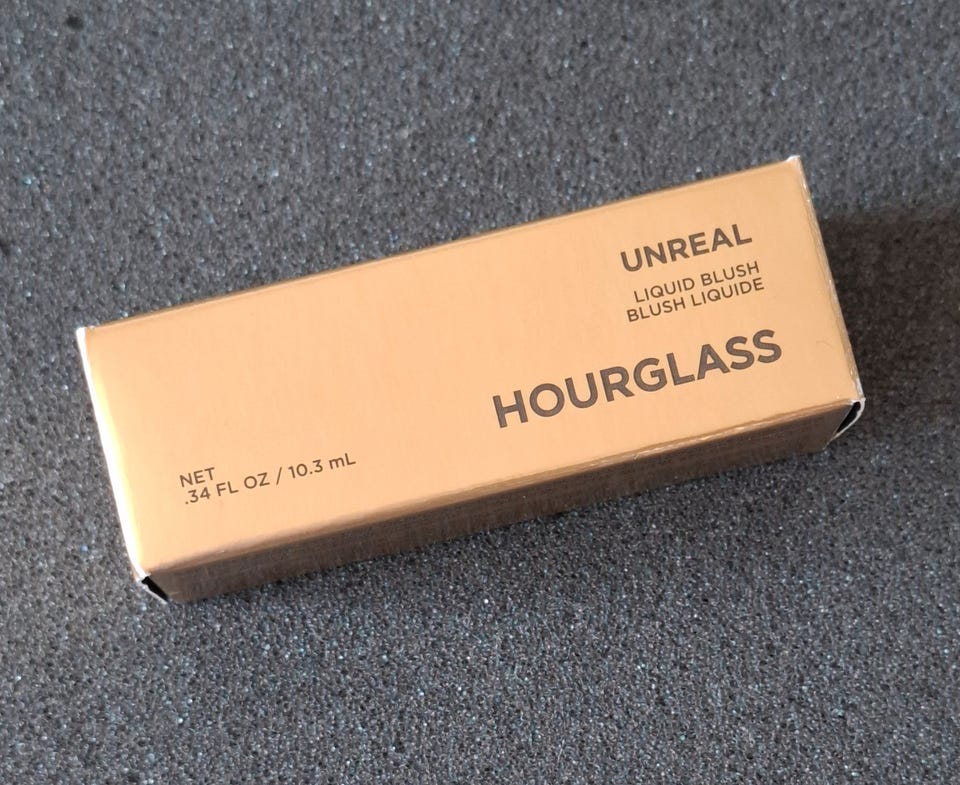 UNREAL
LIQUID BLUSH
BLUSH LIQUIDE
HOURGLASS
NET
.34 FL OZ / 10.3 mL